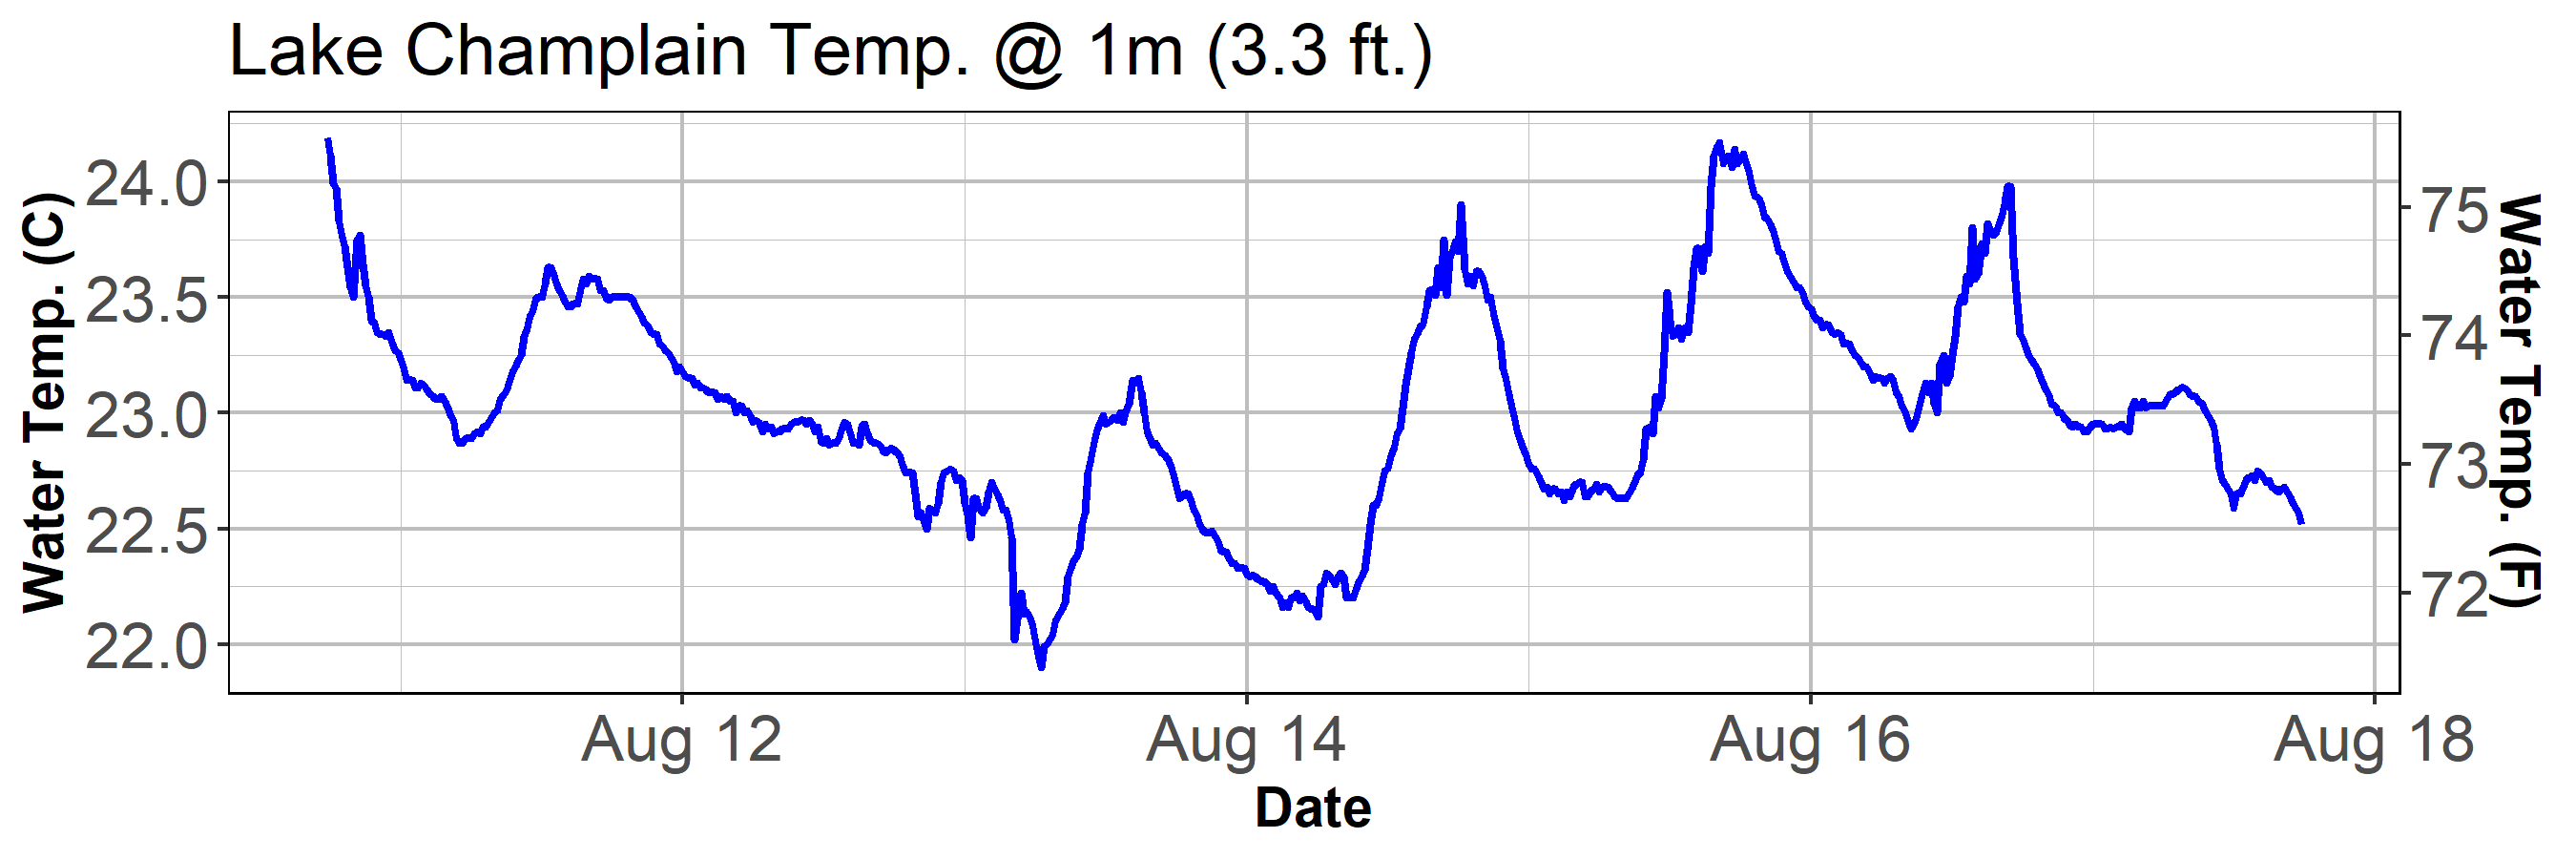 Lake Champlain Temp. @ 1m (3.3 ft.)
Water Temp. (C)
24.0
23.5
23.0
22.5
22.0
75
74
73
72
Water Temp. (F)
Aug 12 Aug 14 Aug 16 Aug 18
Date